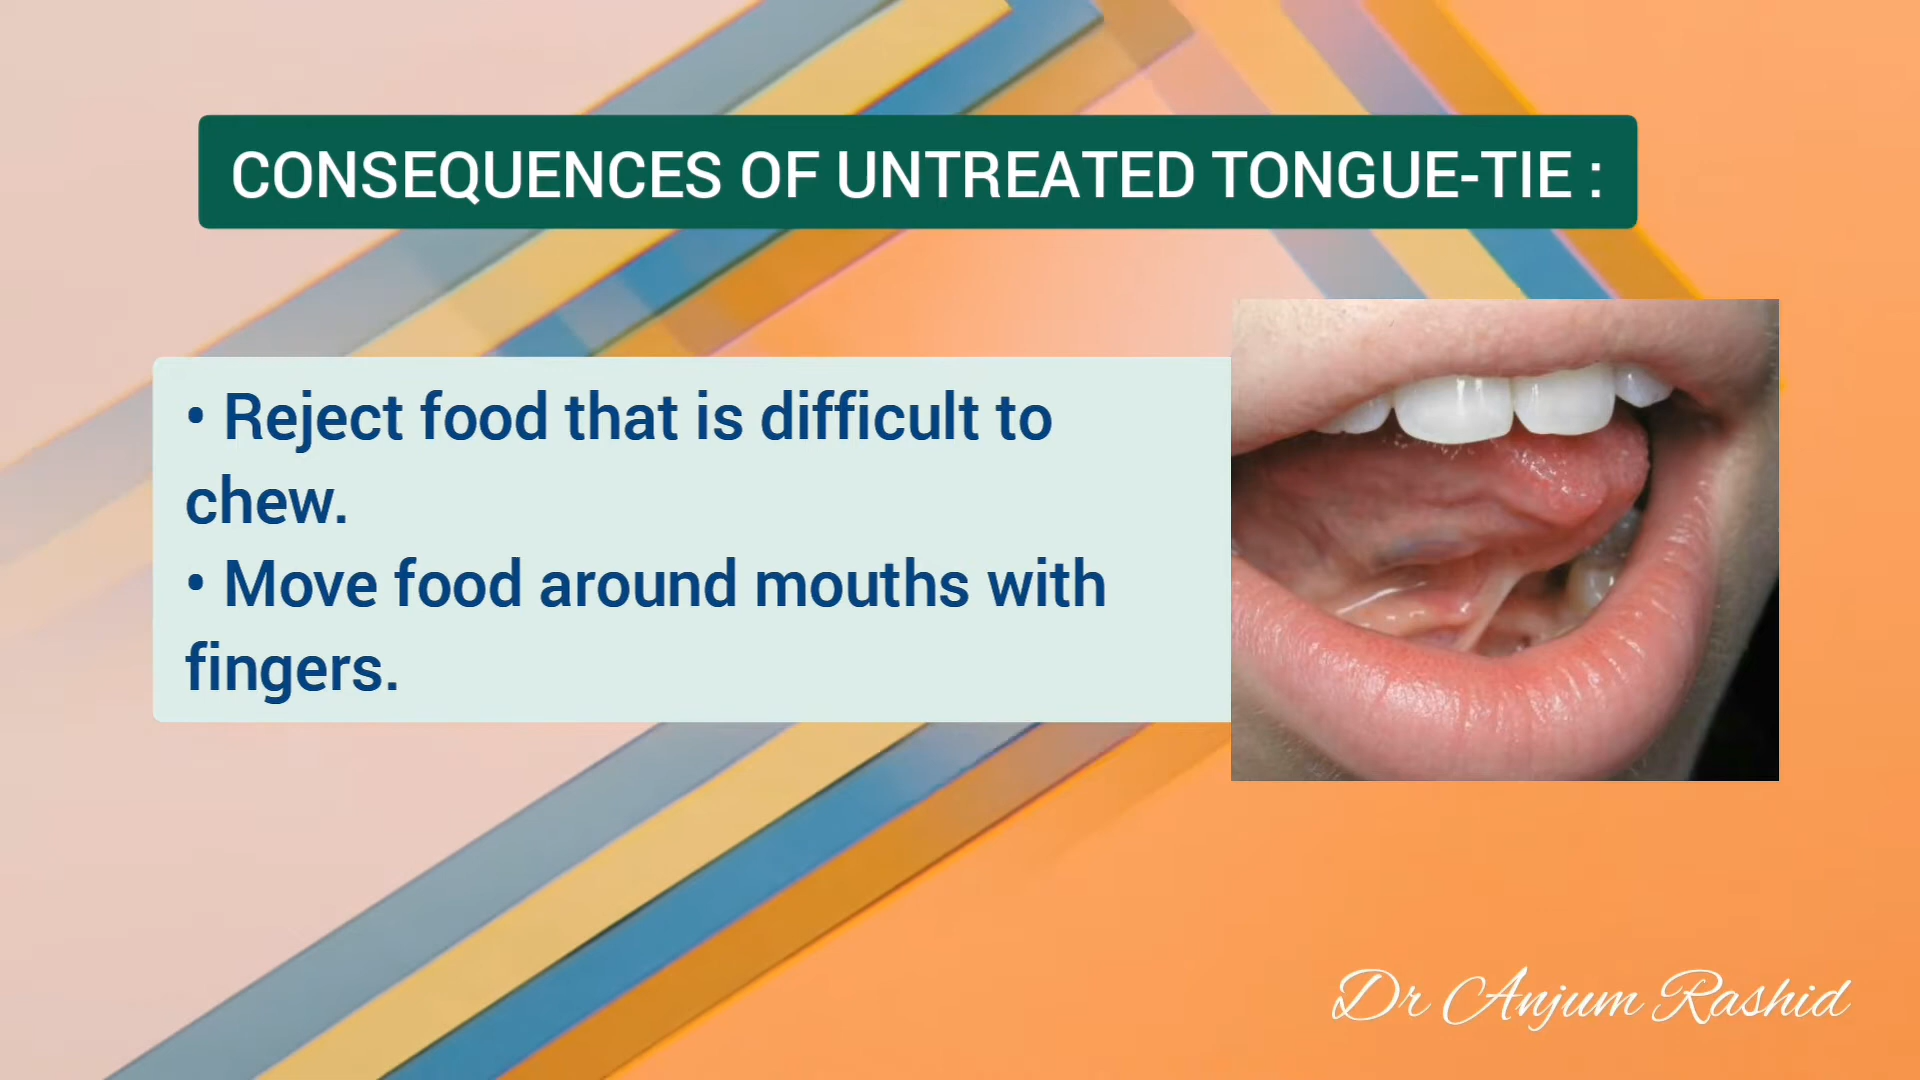 CONSEQUENCES OF UNTREATED TONGUE-TIE :
• Reject food that is difficult to
chew.
• Move food around mouths with
fingers.
Dr Anjum Rashid